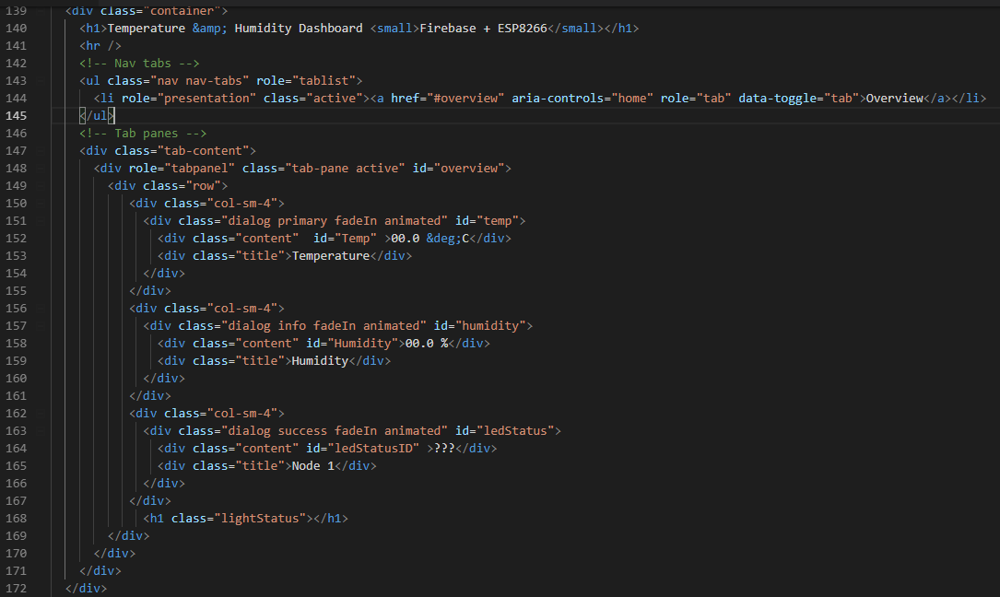 139 <div class="container">
140 <h1>Temperature &amp; Humidity Dashboard <small>Firebase + ESP8266</small></h1>
141 <hr />
142 <!-- Nav tabs -->
143 <ul class="nav nav-tabs" role="tablist">
144 <li role="presentation" class="active"><a href="#overview" aria-controls="home" role="tab" data-toggle="tab">Overview</a></li>
145 </ul>
146 <!-- Tab panes -->
147 <div class="tab-content">
148 <div role="tabpanel" class="tab-pane active" id="overview">
149 <div class="row">
150 <div class="col-sm-4">
151 <div class="dialog primary fadeIn animated" id="temp">
152 <div class="content"  id="Temp" >00.0 &deg;C</div>
153 <div class="title">Temperature</div>
154 </div>
155 </div>
156 <div class="col-sm-4">
157 <div class="dialog info fadeIn animated" id="humidity">
158 <div class="content" id="Humidity">00.0 %</div>
159 <div class="title">Humidity</div>
160 </div>
161 </div>
162 <div class="col-sm-4">
163 <div class="dialog success fadeIn animated" id="ledStatus">
164 <div class="content" id="ledStatusID" >???</div>
165 <div class="title">Node 1</div>
166 </div>
167 </div>
168 <h1 class="lightStatus"></h1>
169 </div>
170 </div>
171 </div>
172 </div>